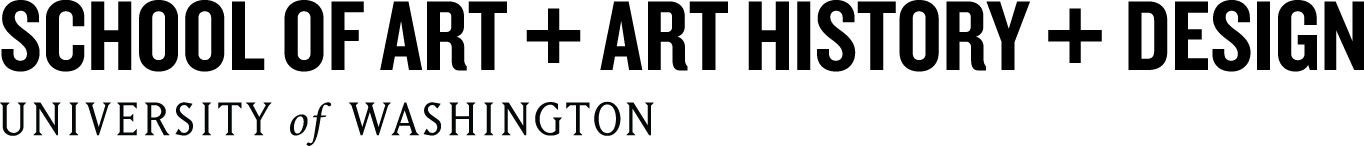 SCHOOL OF ART + ART HISTORY + DESIGN
UNIVERSITY of WASHINGTON